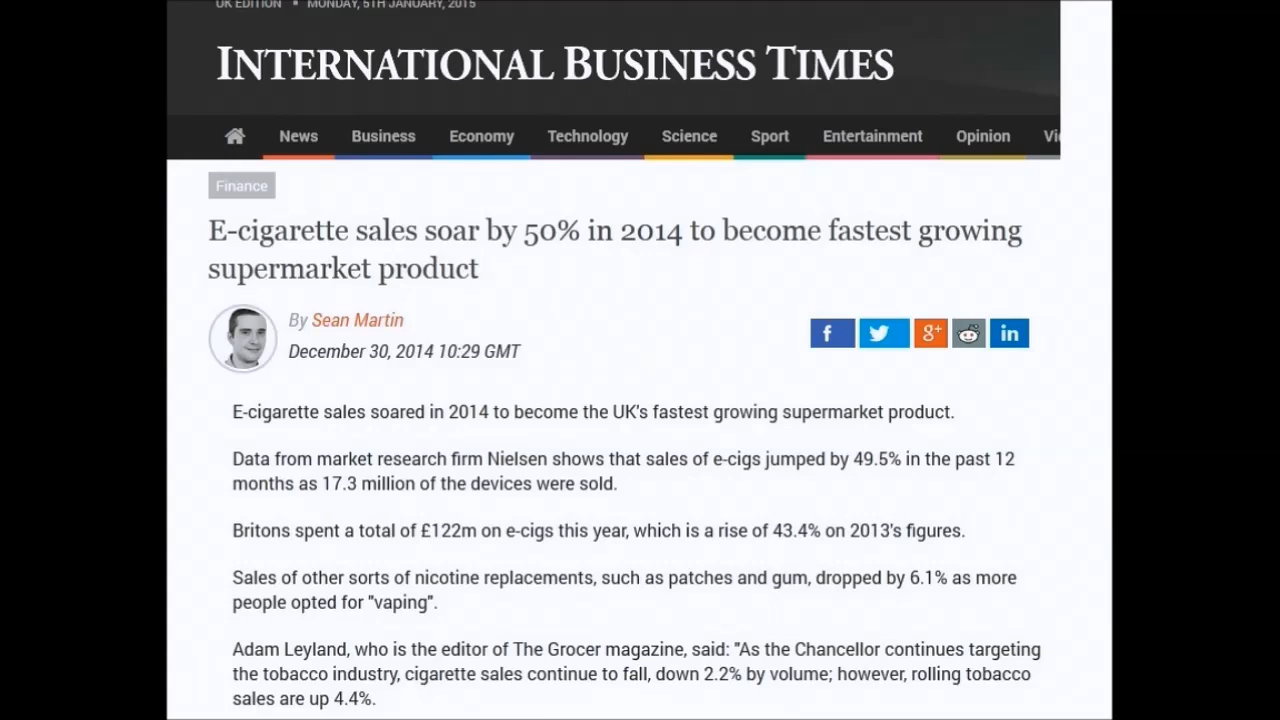 UK EDITION ▪ MONDAY, 5TH JANUARY, 2015
INTERNATIONAL BUSINESS TIMES
News Business Economy Technology Science Sport Entertainment Opinion Vi
Finance
E-cigarette sales soar by 50% in 2014 to become fastest growing
supermarket product
By Sean Martin
December 30, 2014 10:29 GMT
f g+ in
E-cigarette sales soared in 2014 to become the UK's fastest growing supermarket product.
Data from market research firm Nielsen shows that sales of e-cigs jumped by 49.5% in the past 12
months as 17.3 million of the devices were sold.
Britons spent a total of £122m on e-cigs this year, which is a rise of 43.4% on 2013's figures.
Sales of other sorts of nicotine replacements, such as patches and gum, dropped by 6.1% as more
people opted for "vaping".
Adam Leyland, who is the editor of The Grocer magazine, said: "As the Chancellor continues targeting
the tobacco industry, cigarette sales continue to fall, down 2.2% by volume; however, rolling tobacco
sales are up 4.4%.